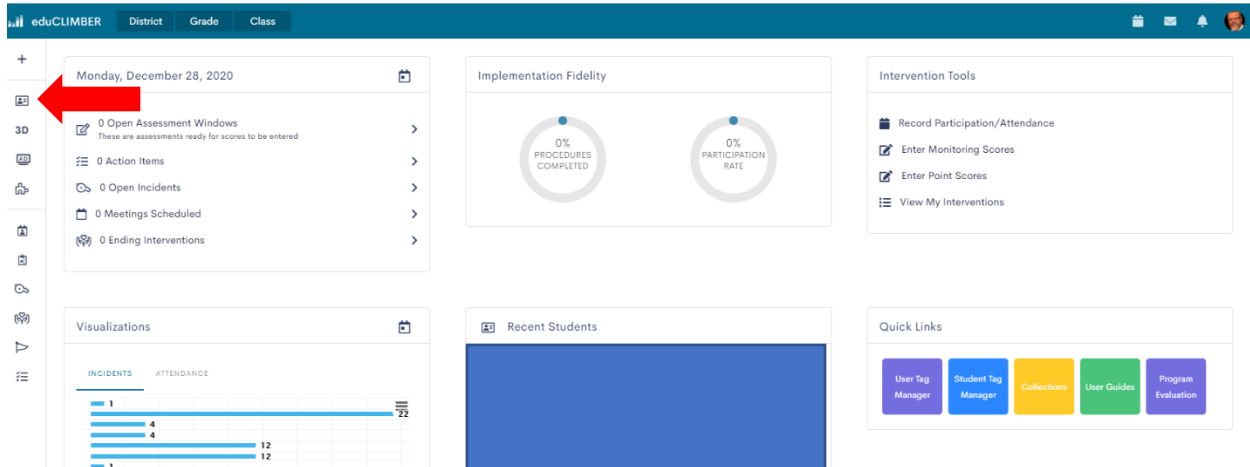 eduCLIMBER District Grade Class
3D
Monday, December 28, 2020
0 Open Assessment Windows
These are assessments ready for scores to be entered
0 Action Items
0 Open Incidents
0 Meetings Scheduled
0 Ending Interventions
Implementation Fidelity
0%
PROCEDURES
COMPLETED
0%
PARTICIPATION
RATE
Intervention Tools
Record Participation/Attendance
Enter Monitoring Scores
Enter Point Scores
View My Interventions
Visualizations
INCIDENTS ATTENDANCE
1
22
4
4
12
12
1
Recent Students
Quick Links
User Tag
Manager
Student Tag
Manager
Collections
User Guides
Program
Evaluation